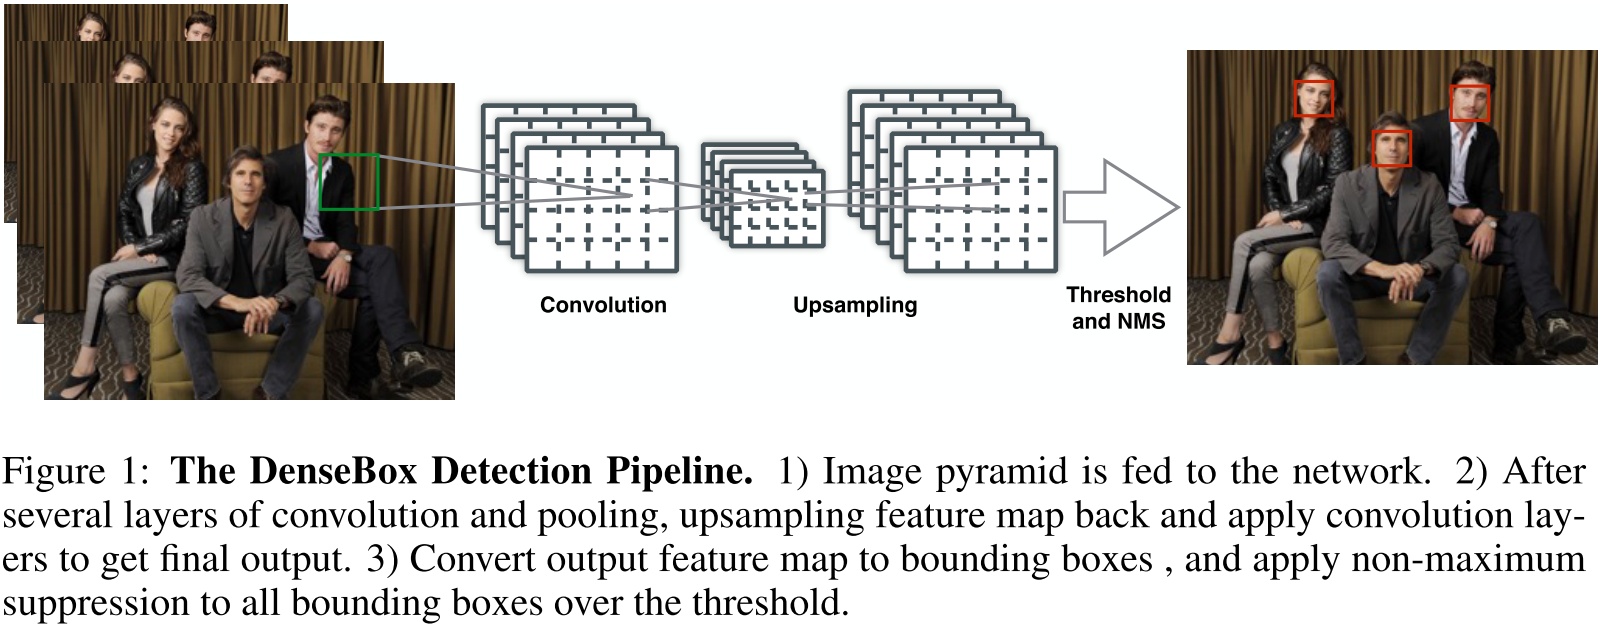 Convolution
Upsampling
Threshold
and NMS
Figure 1: The DenseBox Detection Pipeline. 1) Image pyramid is fed to the network. 2) After
several layers of convolution and pooling, upsampling feature map back and apply convolution lay-
ers to get final output. 3) Convert output feature map to bounding boxes , and apply non-maximum
suppression to all bounding boxes over the threshold.